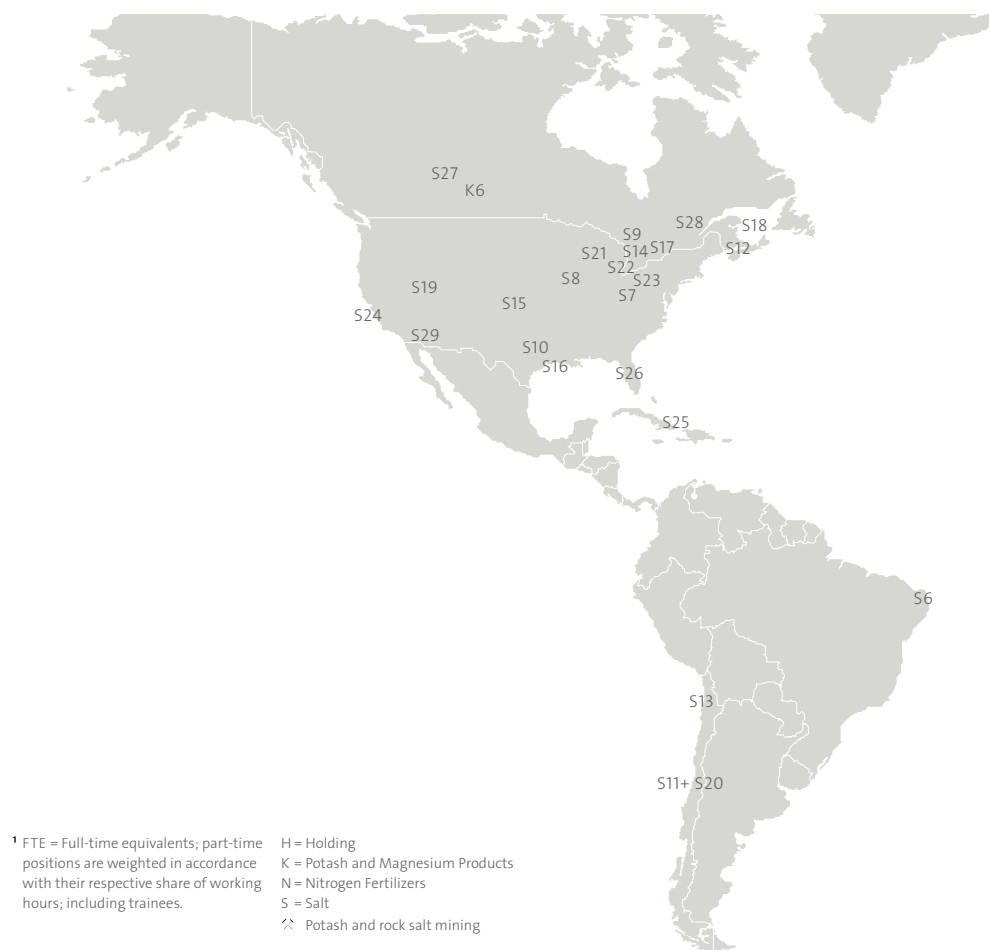 S27
K6
S28
S18
S9
S12
S14
S17
S21
S22
S8
S23
S19
S7
S15
S24
S29
S10
S16
S26
S25
S6
S13
S11+ S20
¹ FTE = Full-time equivalents; part-time
positions are weighted in accordance
with their respective share of working
hours; including trainees.
H = Holding
K = Potash and Magnesium Products
N = Nitrogen Fertilizers
S = Salt
Potash and rock salt mining